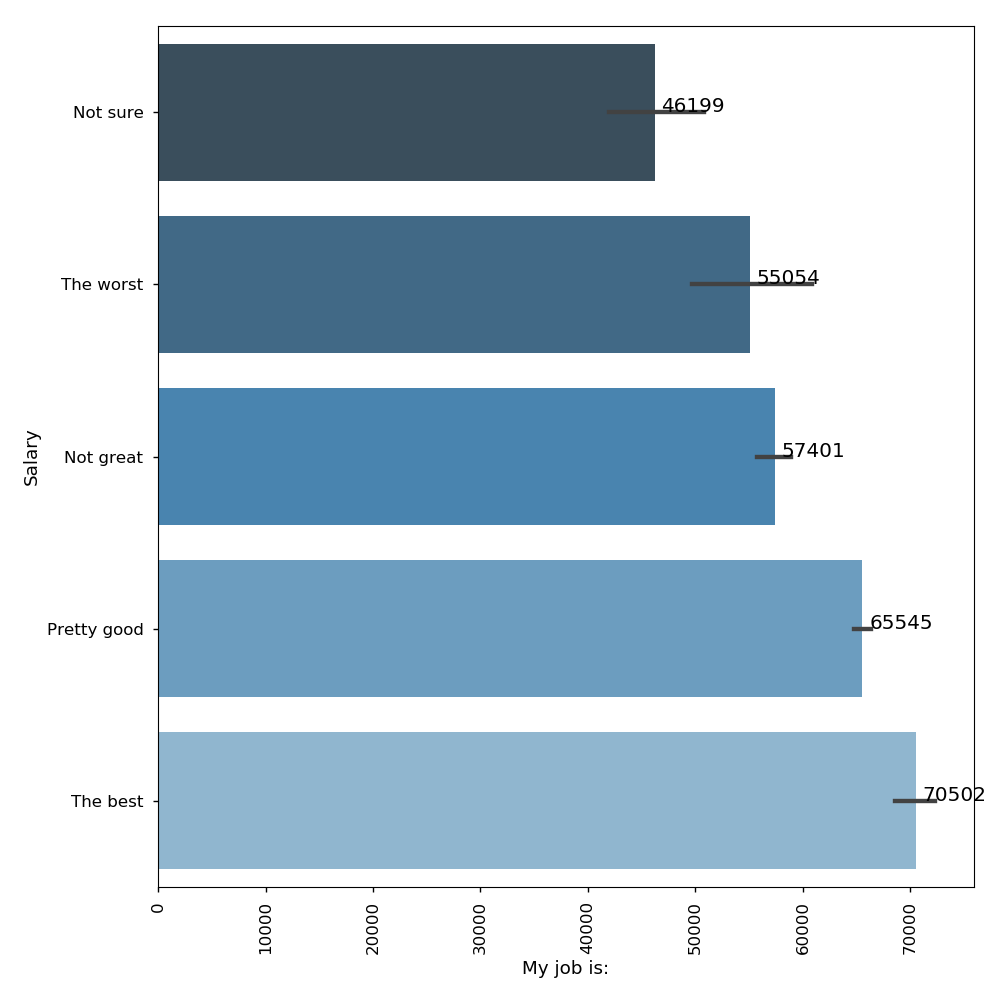 Not sure
46199
The worst
55054
Salary
Not great
57401
Pretty good
65545
The best
70502
0
10000
20000
30000
40000
50000
60000
70000
My job is: